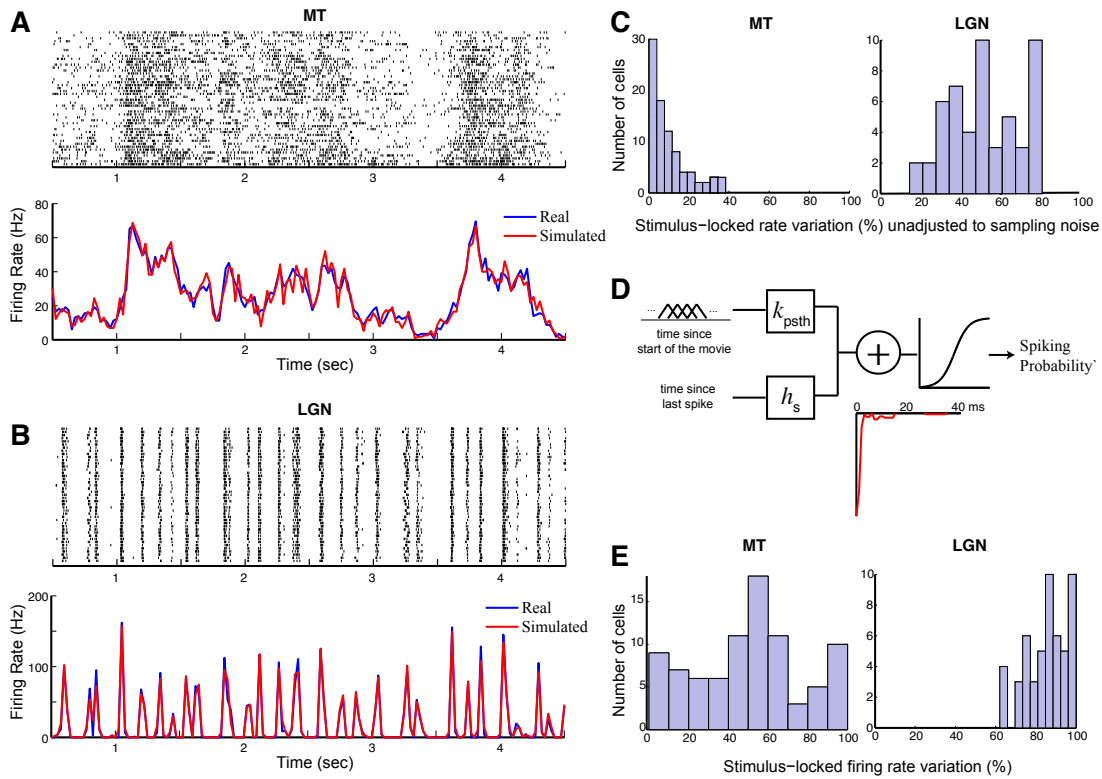 A
MT
1
2
3
4
80
60
40
20
0
Firing Rate (Hz)
Real
Simulated
1
2
3
4
Time (sec)
B
LGN
1
2
3
4
200
100
0
Firing Rate (Hz)
Real
Simulated
1
2
3
4
Time (sec)
C
MT
LGN
30
20
10
0
Number of cells
0 20 40 60 80 100
10
8
6
4
2
0
0 20 40 60 80 100
Stimulus-locked rate variation (%) unadjusted to sampling noise
D
... ...
time since
start of the movie
k psth
time since
last spike
h s
+
Spiking
Probability`
0 20 40 ms
E
MT
LGN
15
10
5
0
Number of cells
0 20 40 60 80 100
10
8
6
4
2
0
0 20 40 60 80 100
Stimulus-locked firing rate variation (%)